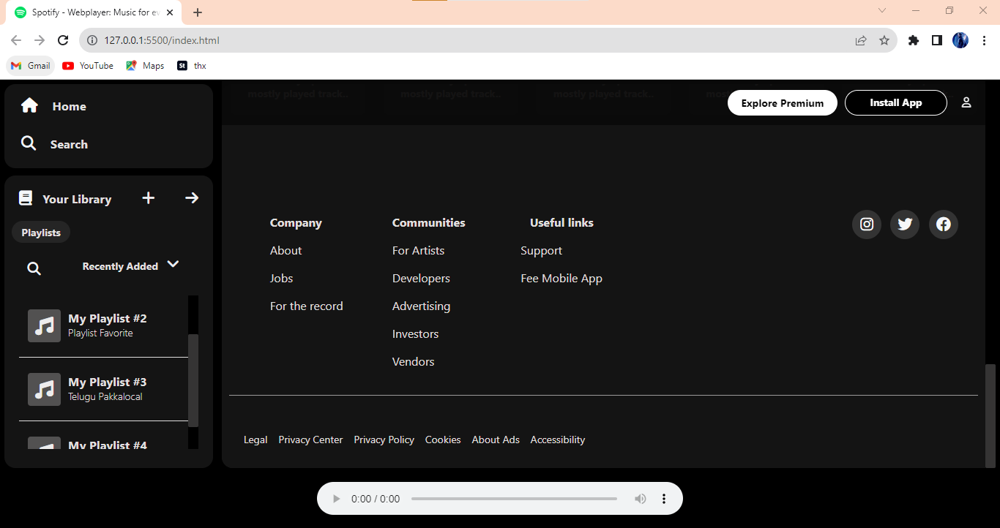 Spotify - Webplayer: Music for ev
127.0.0.1:5500/index.html
Gmail YouTube Maps St thx
Home
Search
Your Library
Playlists
Recently Added
My Playlist #2
Playlist Favorite
My Playlist #3
Telugu Pakkalocal
My Playlist #4
mostly played track.. mostly played track.. mostly played track..
Explore Premium Install App
Company Communities Useful links
About For Artists Support
Jobs Developers Fee Mobile App
For the record Advertising
Investors
Vendors
Legal Privacy Center Privacy Policy Cookies About Ads Accessibility
0:00 / 0:00